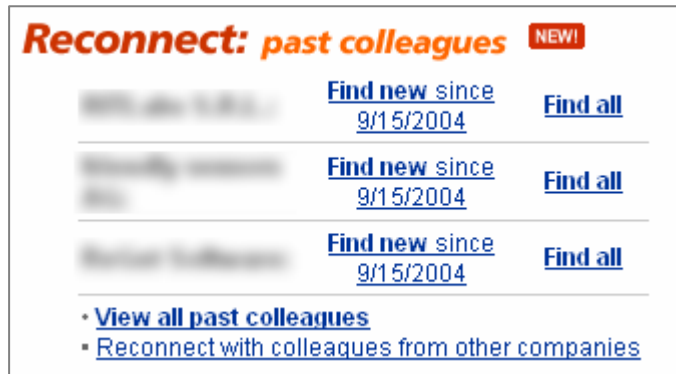 Reconnect: past colleagues NEW!
Find new since
9/15/2004
Find all
Find new since
9/15/2004
Find all
Find new since
9/15/2004
Find all
· View all past colleagues
· Reconnect with colleagues from other companies